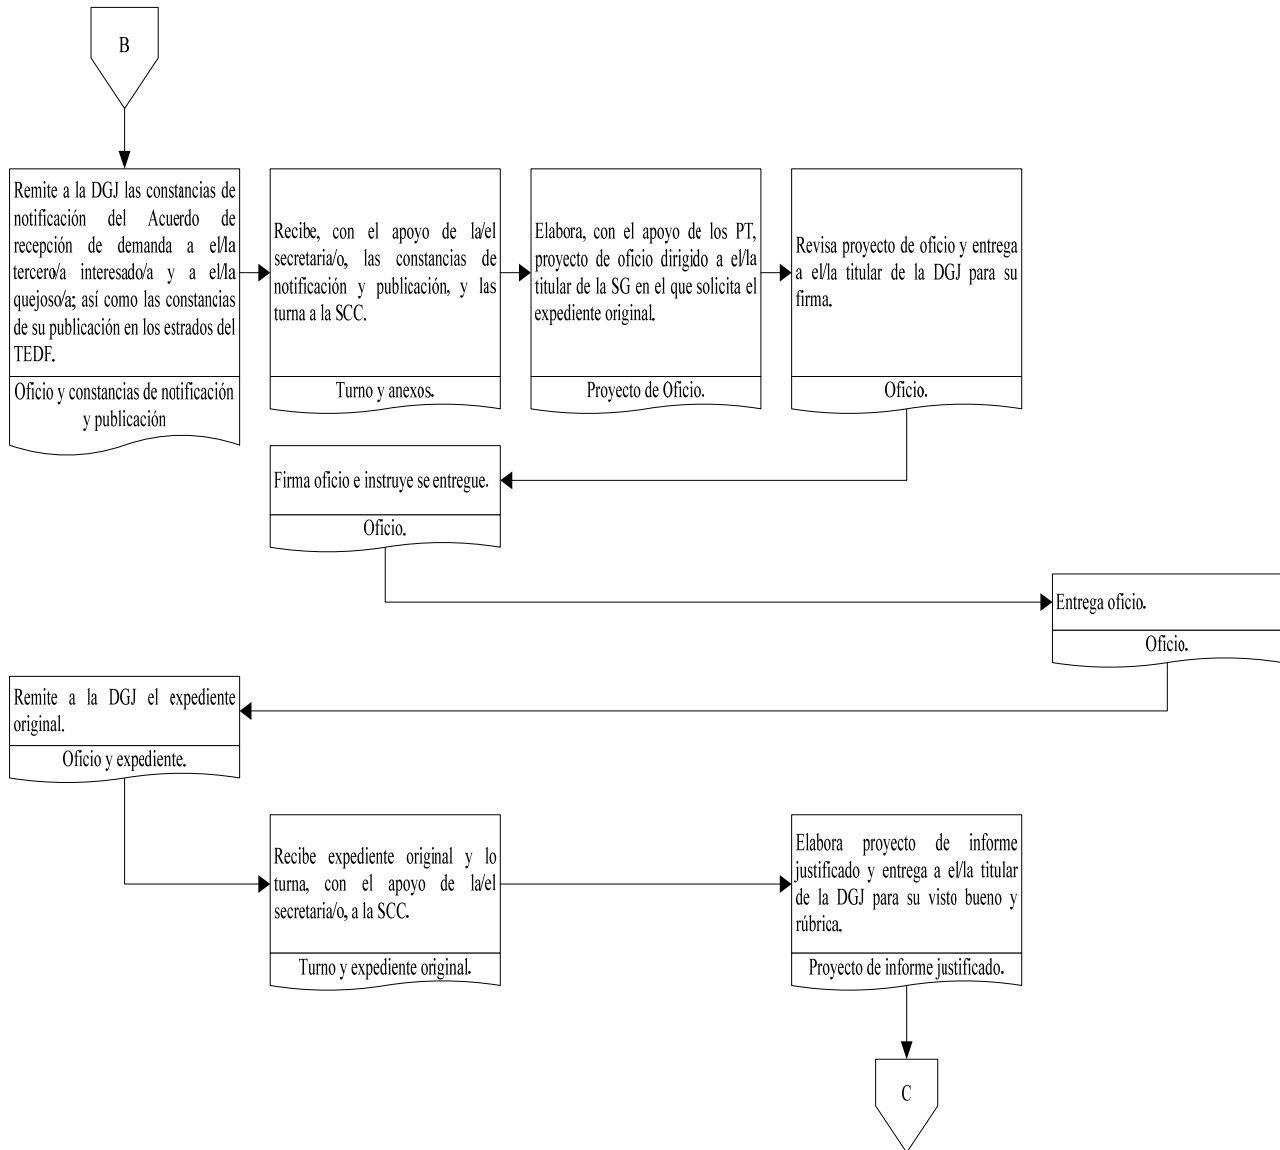 B
Remite a la DGJ las constancias de
notificación del Acuerdo de
recepción de demanda a el/la
tercero/a interesado/a y a el/la
quejoso/a; así como las constancias
de su publicación en los estrados del
TEDF.
Oficio y constancias de notificación
y publicación
Recibe, con el apoyo de la/el
secretaria/o, las constancias de
notificación y publicación, y las
turna a la SCC.
Turno y anexos.
Elabora, con el apoyo de los PT,
proyecto de oficio dirigido a el/la
titular de la SG en el que solicita el
expediente original.
Proyecto de Oficio.
Revisa proyecto de oficio y entrega
a el/la titular de la DGJ para su
firma.
Oficio.
Firma oficio e instruye se entregue.
Oficio.
Entrega oficio.
Oficio.
Remite a la DGJ el expediente
original.
Oficio y expediente.
Recibe expediente original y lo
turna, con el apoyo de la/el
secretaria/o, a la SCC.
Turno y expediente original.
Elabora proyecto de informe
justificado y entrega a el/la titular
de la DGJ para su visto bueno y
rúbrica.
Proyecto de informe justificado.
C